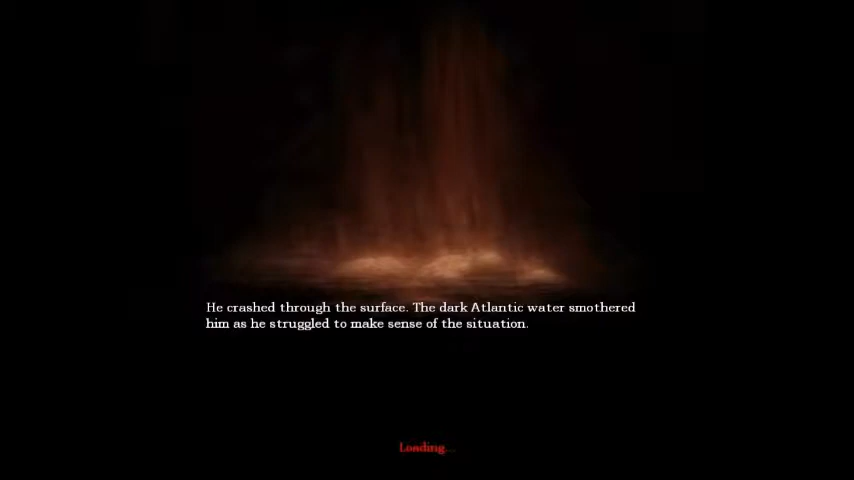 He crashed through the surface. The dark Atlantic water smothered
him as he struggled to make sense of the situation.
Loading...